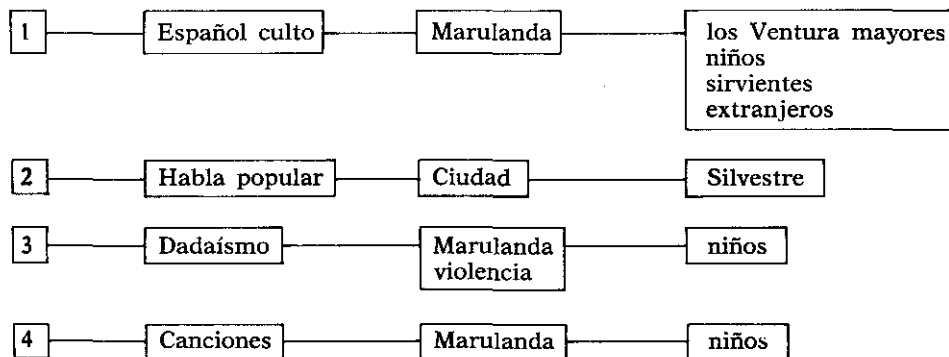 1 Español culto Marulanda los Ventura mayores
niños
sirvientes
extranjeros
2 Habla popular Ciudad Silvestre
3 Dadaísmo Marulanda niños
violencia
4 Canciones Marulanda niños